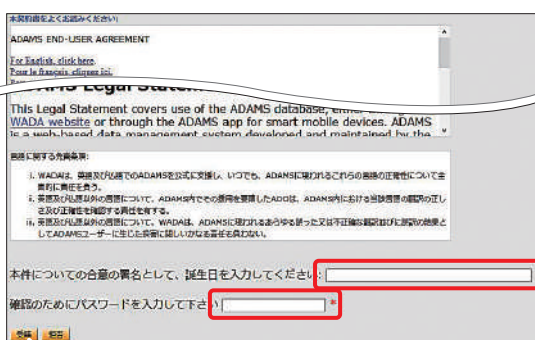 本契約書をよくお読みください:
ADAMS END-USER AGREEMENT
For English, click here.
Pour le français, cliquez ici.
Legal
This Legal Statement covers use of the ADAMS database,
WADA website or through the ADAMS app for smart mobile devices. ADAMS
is a web-based data management system developed and maintained by the
言語に関する免責条項:
i. WADAは、英語及び仏語でのADAMSを公式に支援し、いつでも、ADAMSに現われるこれらの言語の正確性について全
責的に責任を負う。
ii. 英語及び仏語以外の言語について、ADAMS内でその使用を要請したADOは、ADAMS内における当該言語の翻訳の正し
さ及び正確性を確認する責任を有する。
iii. 英語及び仏語以外の言語について、WADAは、ADAMSに現われるあらゆる誤った又は不正確な翻訳並びに誤訳の結果と
してADAMSユーザーに生じた損害に関しいかなる責任も負わない。
本件についての合意の署名として、誕生日を入力してください:
確認のためにパスワードを入力して下さい *
受諾 拒否